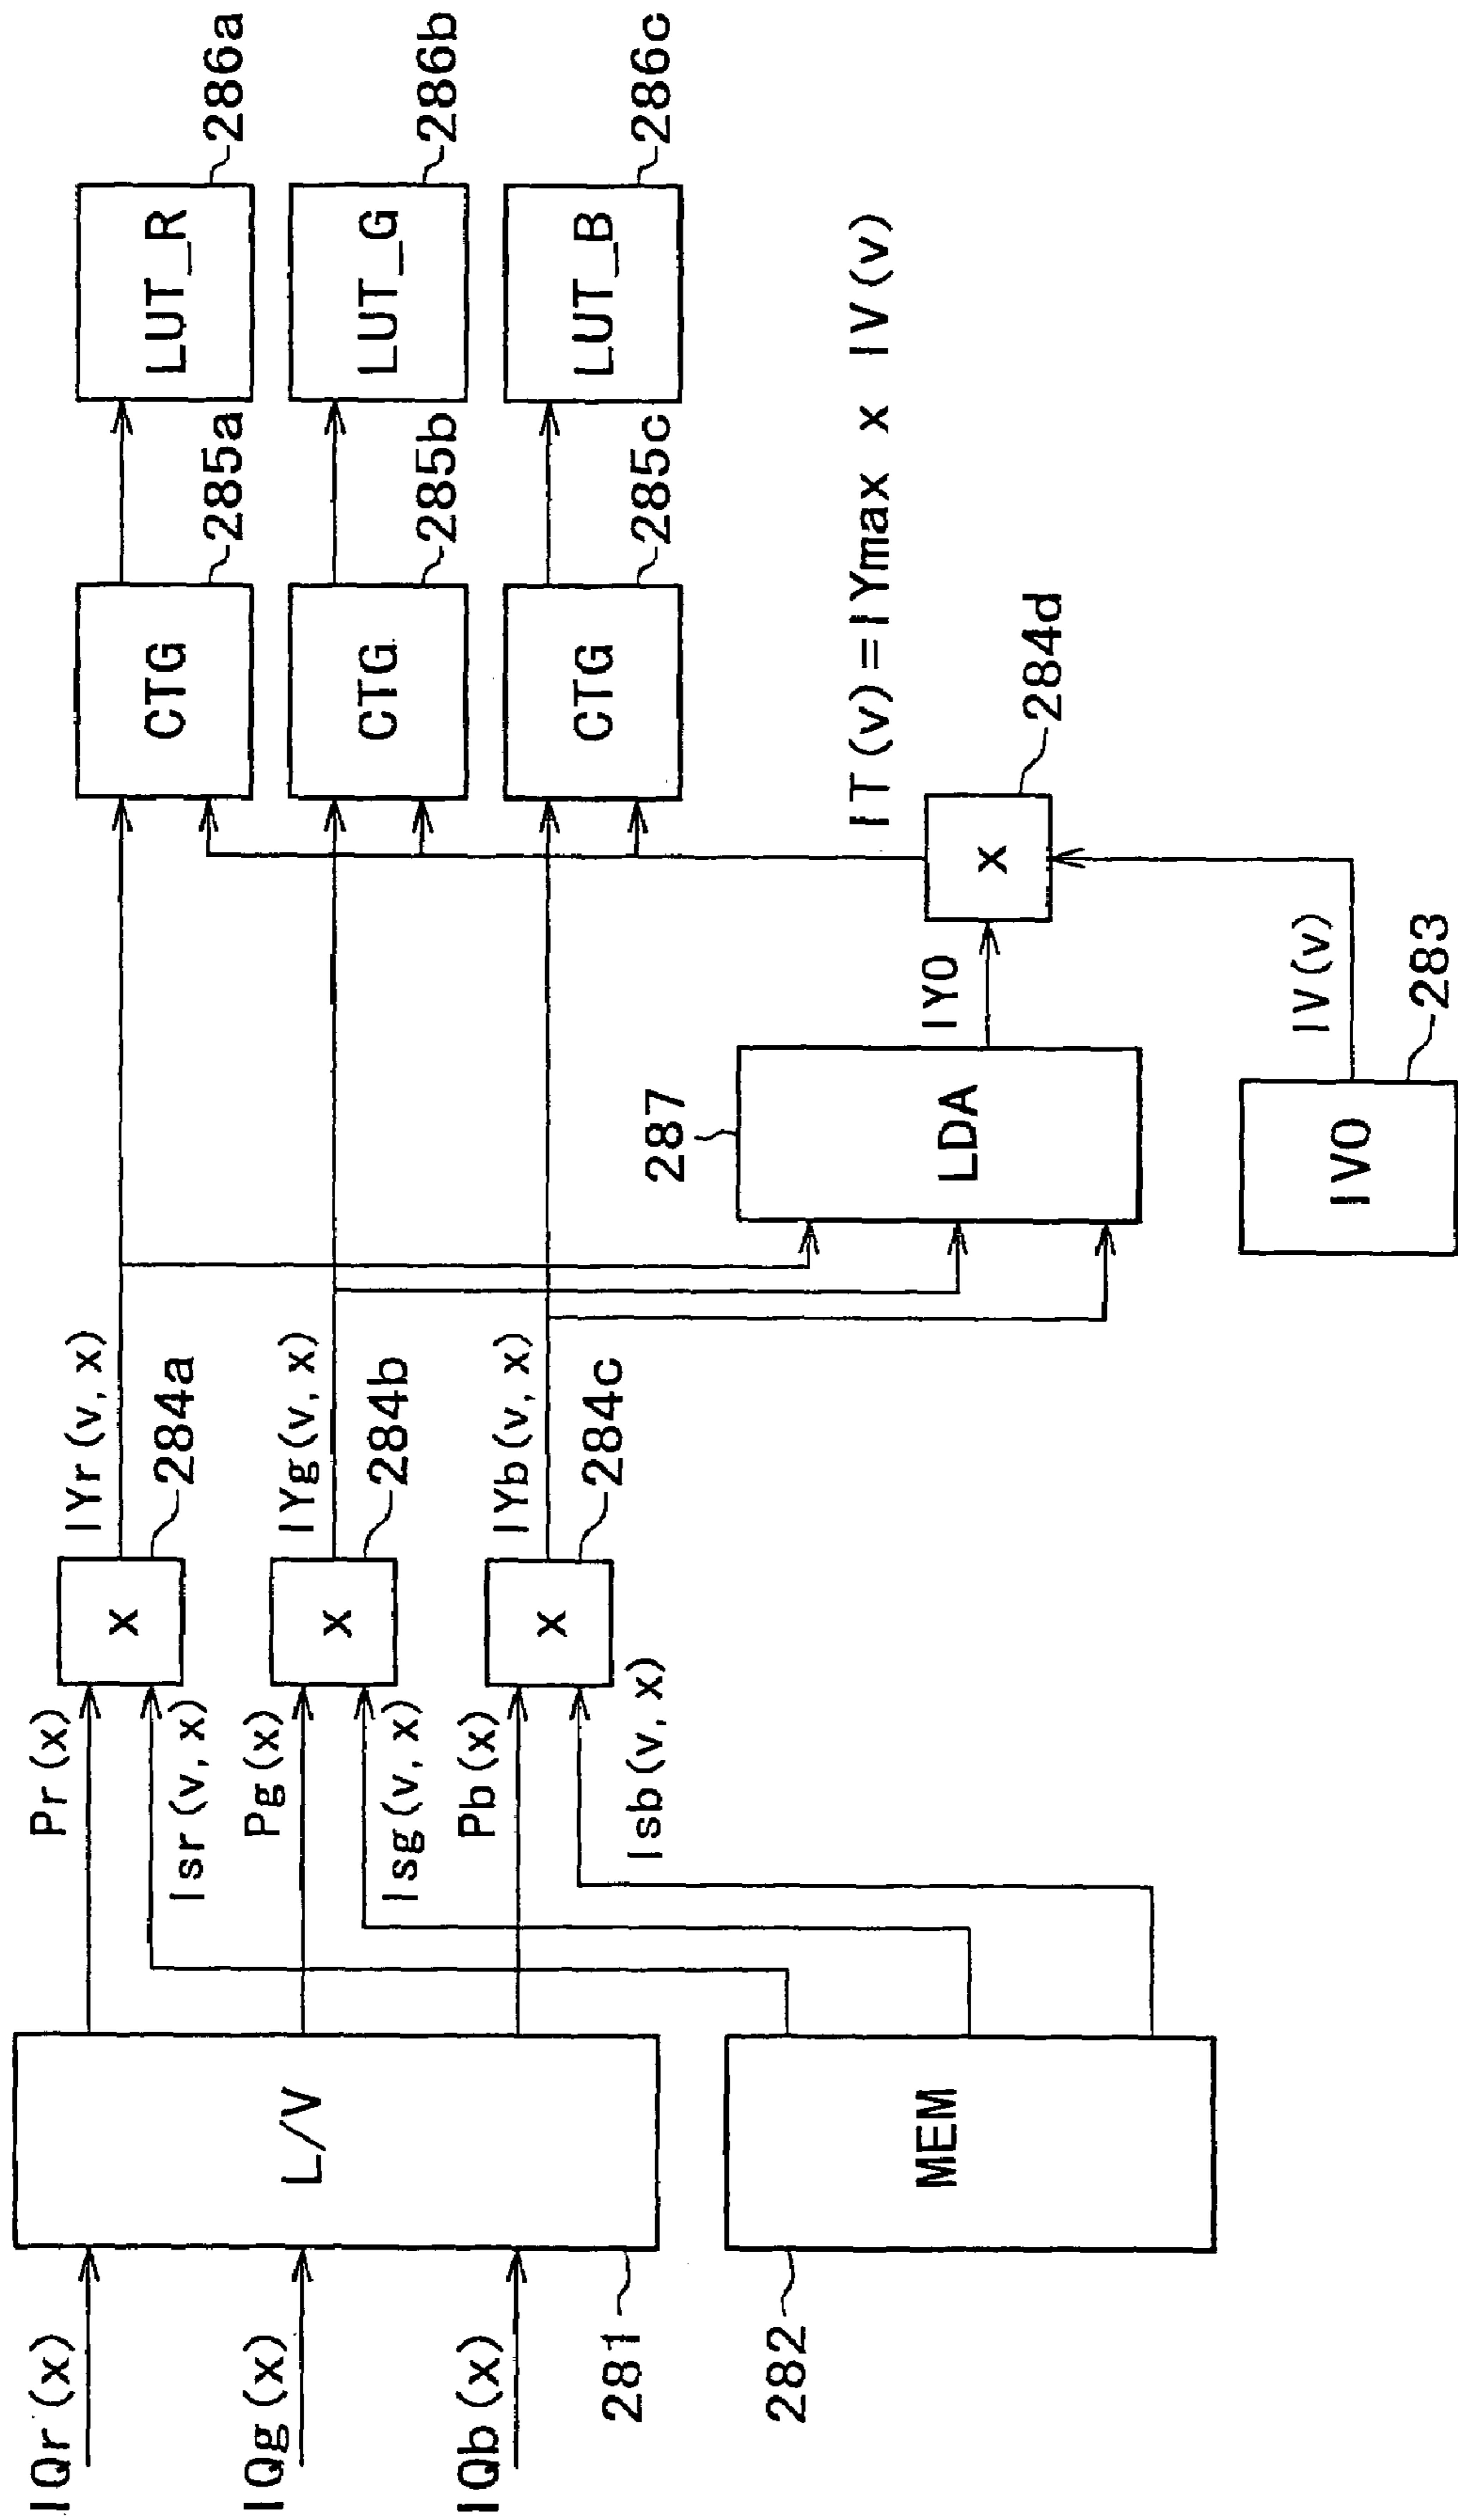 IQr(x)
IQg(x)
IQb(x)
281
L/V
282
MEM
Pr(x)
Isr(v,x)
Pg(x)
Isg(v,x)
Pb(x)
Isb(v,x)
x
x
x
IYr(v,x)
284a
IYg(v,x)
284b
IYb(v,x)
284c
287
LDA
IY0
IV0
283
IV(v)
x
284d
IT(v)=IYmax x IV(v)
CTG
285a
CTG
285b
CTG
285c
LUT_R
286a
LUT_G
286b
LUT_B
286c